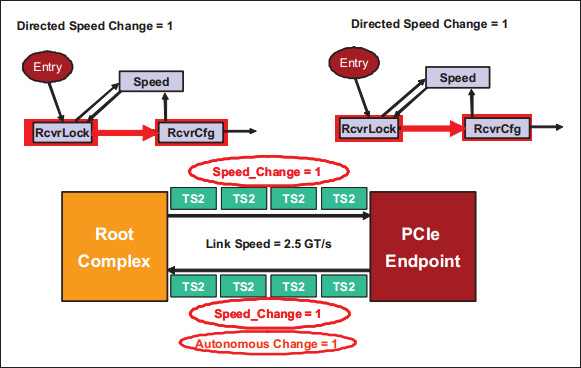 Directed Speed Change = 1
Directed Speed Change = 1
Entry
Speed
RcvrLock
RcvrCfg
Entry
Speed
RcvrLock
RcvrCfg
Speed_Change = 1
TS2 TS2 TS2 TS2
Root
Complex
Link Speed = 2.5 GT/s
PCIe
Endpoint
TS2 TS2 TS2 TS2
Speed_Change = 1
Autonomous Change = 1